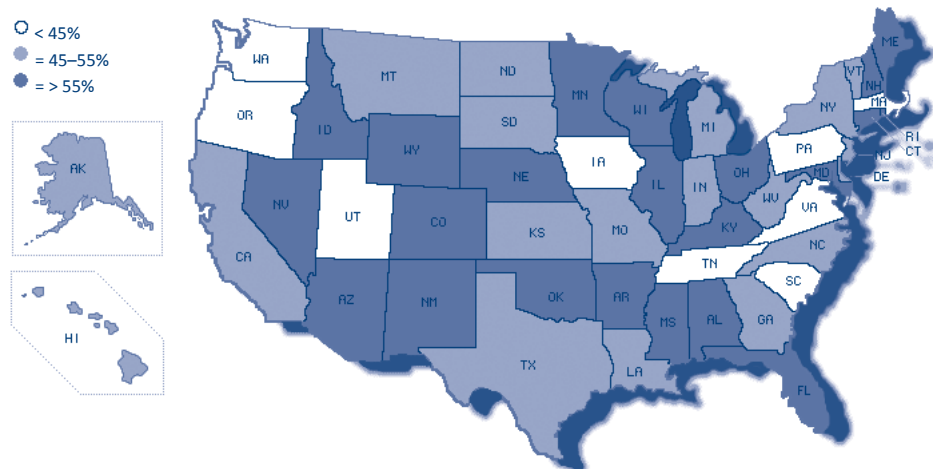 < 45%
= 45–55%
= > 55%
AK
HI
WA
OR
CA
NV
ID
MT
WY
UT
CO
AZ
NM
ND
SD
NE
KS
OK
TX
MN
IA
MO
AR
LA
WI
IL
MI
IN
OH
KY
TN
MS
AL
GA
FL
SC
NC
VA
WV
PA
NY
VT
NH
ME
MA
RI
CT
NJ
DE
MD